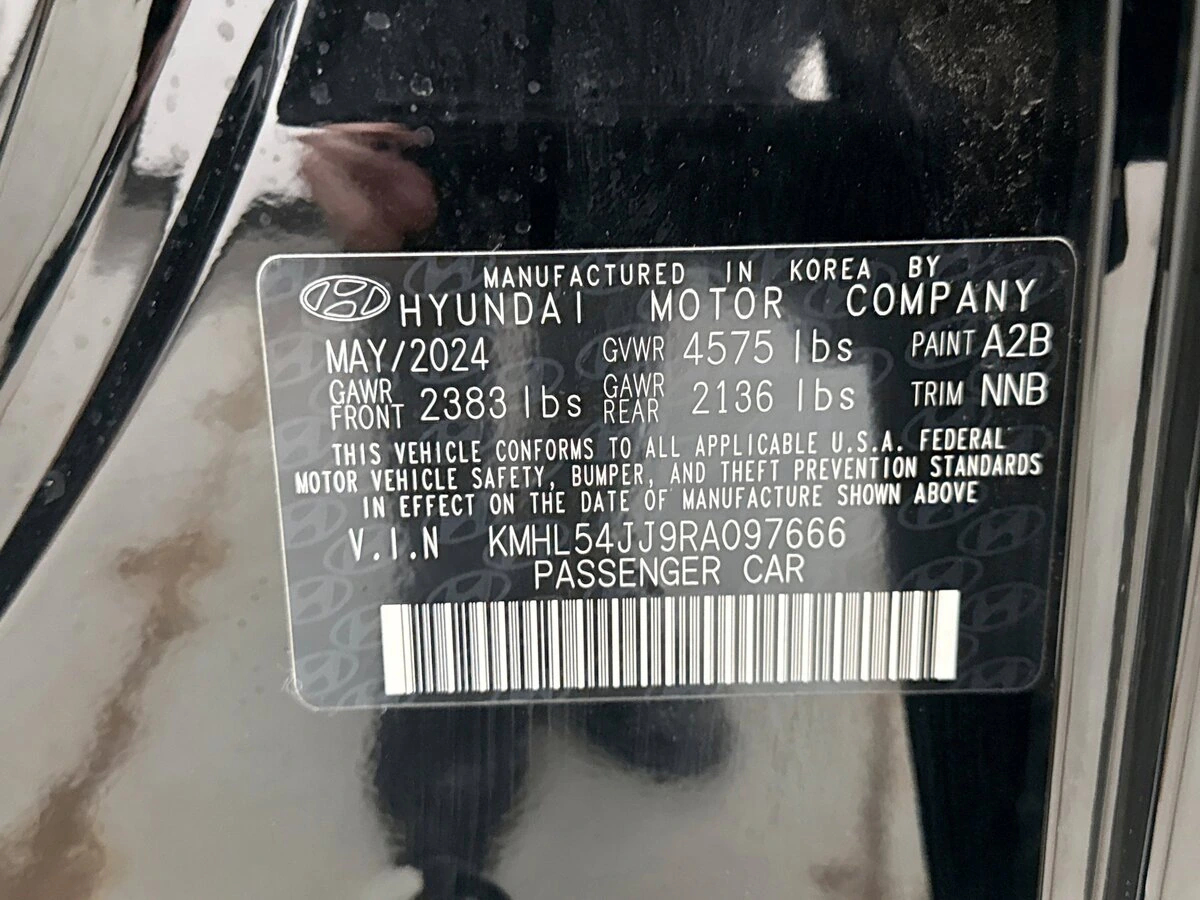 MANUFACTURED IN KOREA BY
HYUNDAI MOTOR COMPANY
MAY/2024 GVWR 4575 lbs PAINT A2B
GAWR FRONT 2383 lbs GAWR REAR 2136 lbs TRIM NNB
THIS VEHICLE CONFORMS TO ALL APPLICABLE U.S.A. FEDERAL
MOTOR VEHICLE SAFETY, BUMPER, AND THEFT PREVENTION STANDARDS
IN EFFECT ON THE DATE OF MANUFACTURE SHOWN ABOVE
V.I.N KMHL54JJ9RA097666
PASSENGER CAR